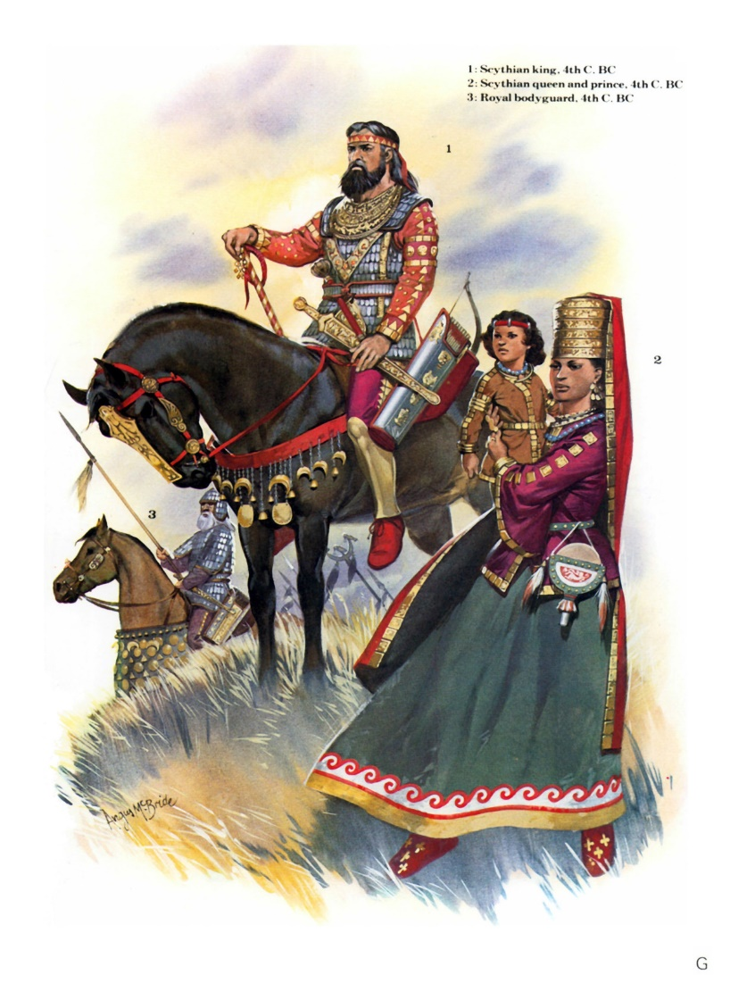 1: Scythian king, 4th C. BC
2: Scythian queen and prince, 4th C. BC
3: Royal bodyguard, 4th C. BC
1
2
3
Angus McBride
G